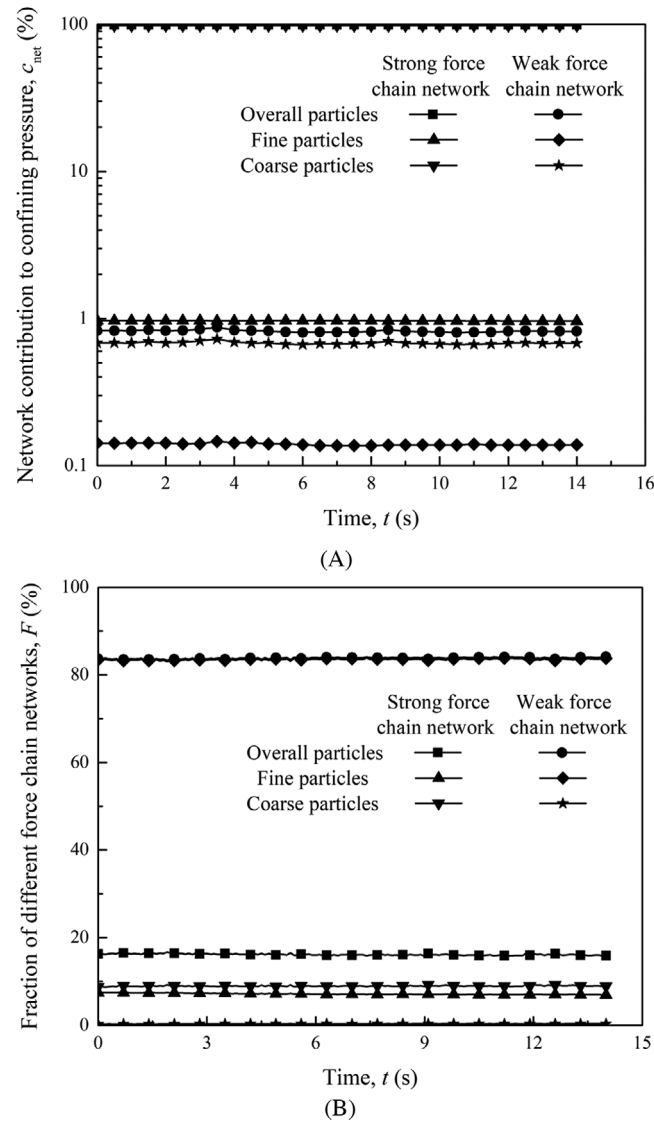 Network contribution to confining pressure, c_net (%)
100
10
1
0.1
Strong force Weak force
chain network chain network
Overall particles
Fine particles
Coarse particles
0 2 4 6 8 10 12 14 16
Time, t (s)
(A)
Fraction of different force chain networks, F (%)
100
80
60
40
20
0
Strong force Weak force
chain network chain network
Overall particles
Fine particles
Coarse particles
0 3 6 9 12 15
Time, t (s)
(B)